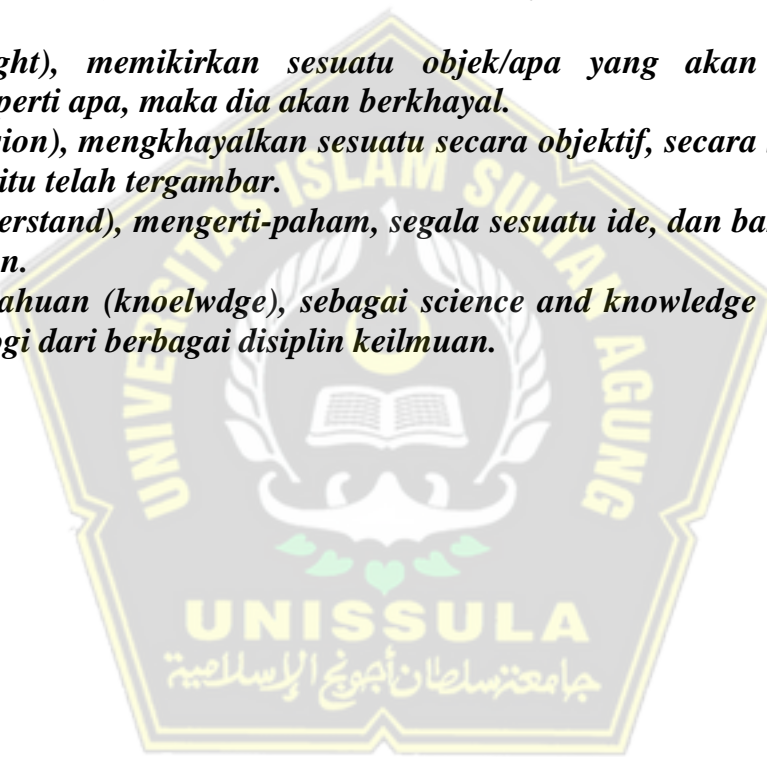 ght), memikirkan sesuatu objek/apa yang akan
perti apa, maka dia akan berkhayal.
ion), mengkhayalkan sesuatu secara objektif, secara
itu telah tergambar.
erstand), mengerti-paham, segala sesuatu ide, dan ba
n.
ahuan (knoelwdge), sebagai science and knowledge
gi dari berbagai disiplin keilmuan.
UNIVERSITAS ISLAM SULTAN AGUNG
UNISSULA
جامعة سلطان أجونج الإسلامية